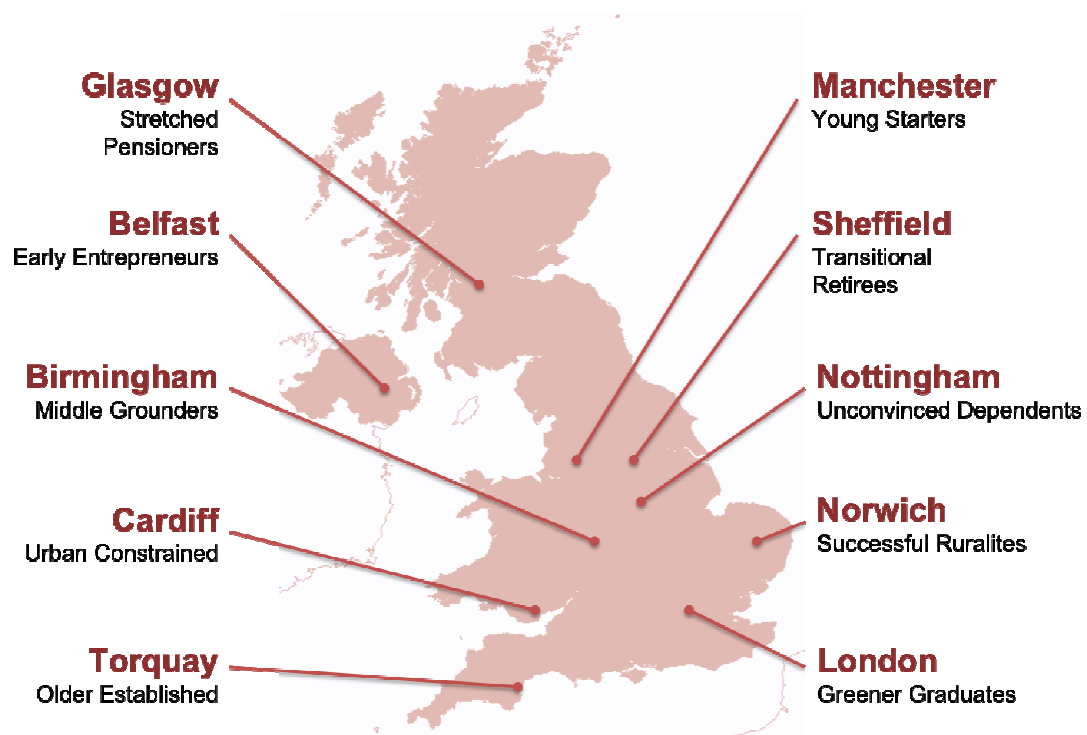 Glasgow
Stretched
Pensioners
Belfast
Early Entrepreneurs
Birmingham
Middle Grounders
Cardiff
Urban Constrained
Torquay
Older Established
Manchester
Young Starters
Sheffield
Transitional
Retirees
Nottingham
Unconvinced Dependents
Norwich
Successful Ruralites
London
Greener Graduates